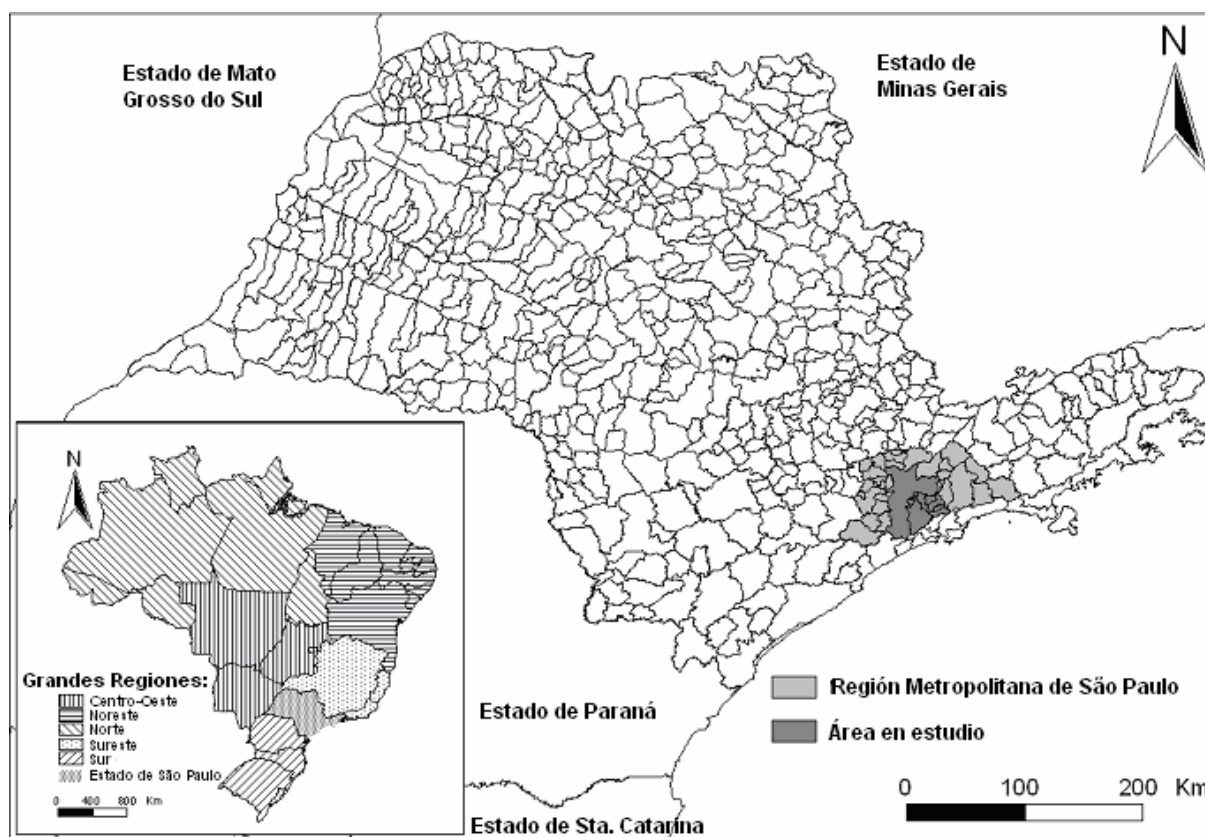 Estado de Mato
Grosso do Sul
Estado de
Minas Gerais
N
N
Grandes Regiones:
Centro-Oeste
Noreste
Norte
Sureste
Sur
Estado de São Paulo
0 400 800 Km
Estado de Paraná
Estado de Sta. Catarina
Región Metropolitana de São Paulo
Área en estudio
0 100 200
Km